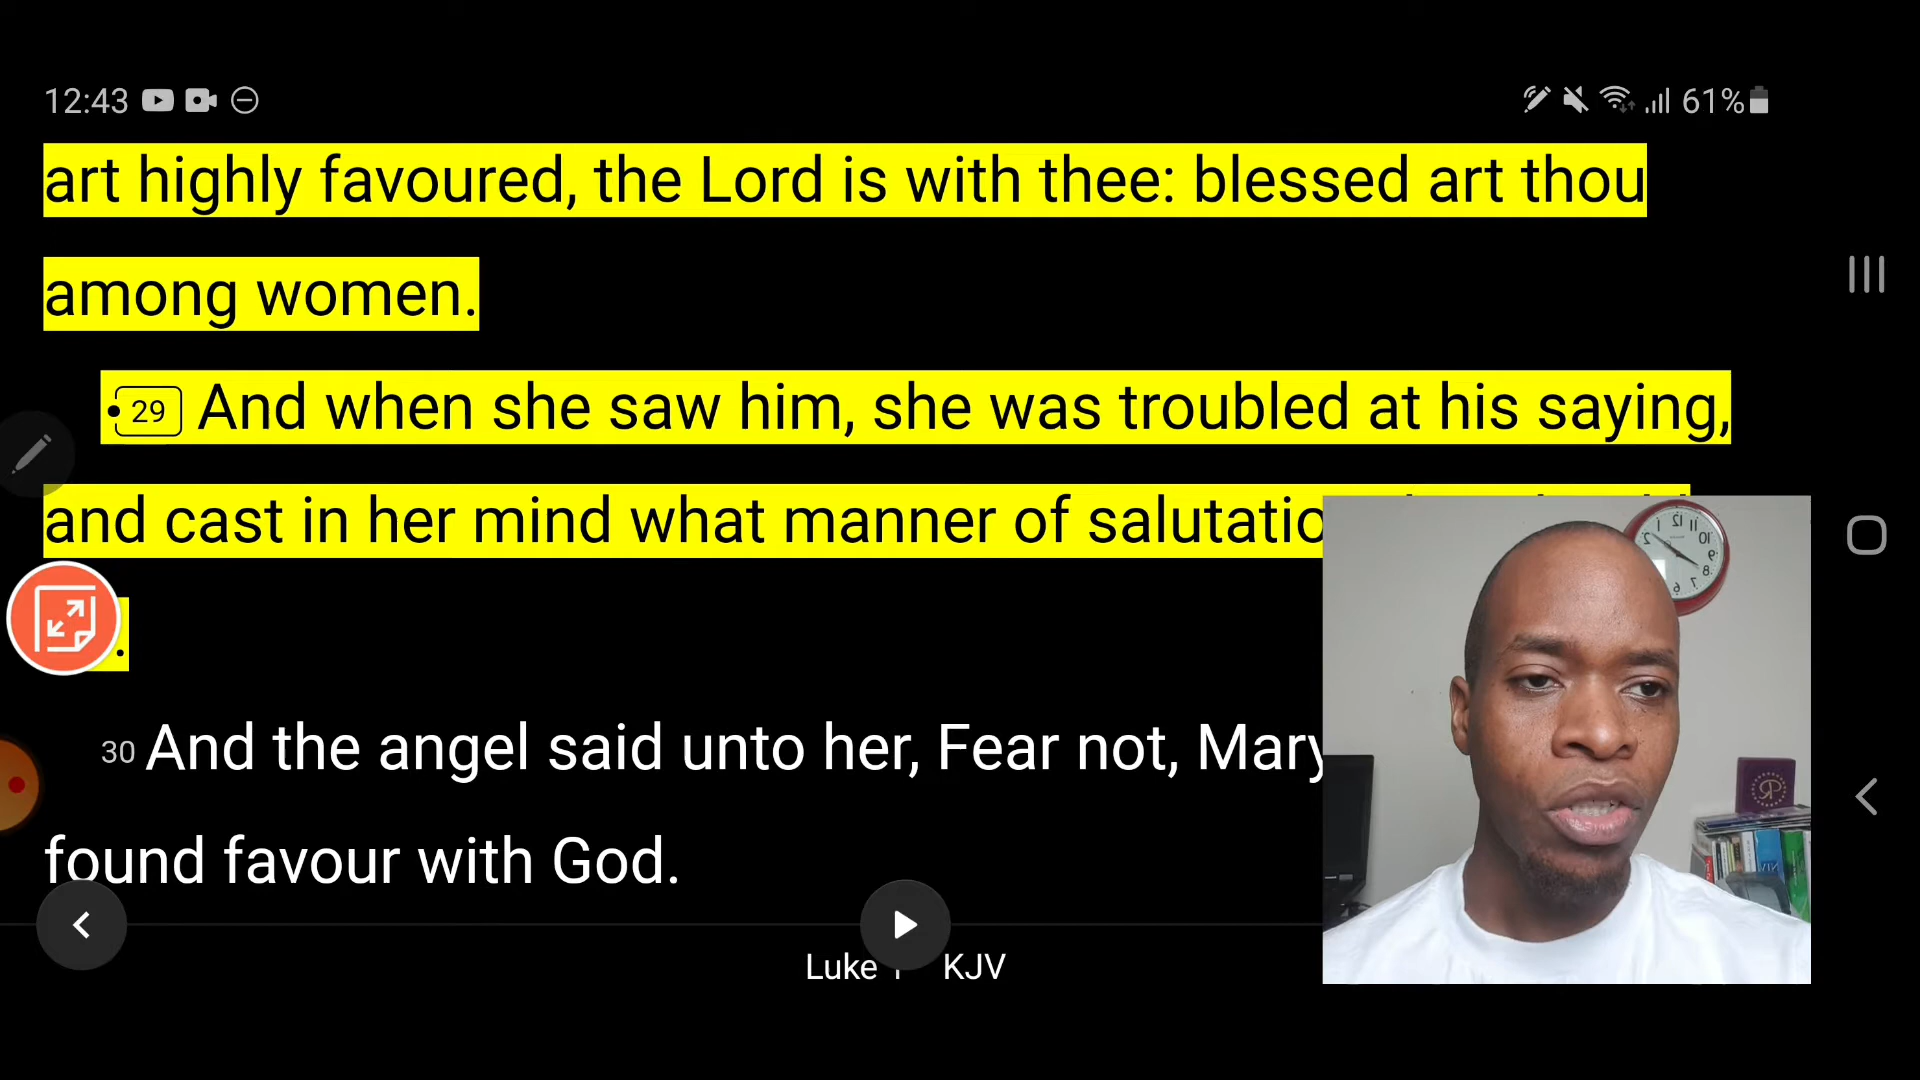 12:43 61%
art highly favoured, the Lord is with thee: blessed art thou
among women.
29 And when she saw him, she was troubled at his saying,
and cast in her mind what manner of
.
30 And the angel said unto her, Fear not, Mary
found favour with God.
Luke 1 KJV